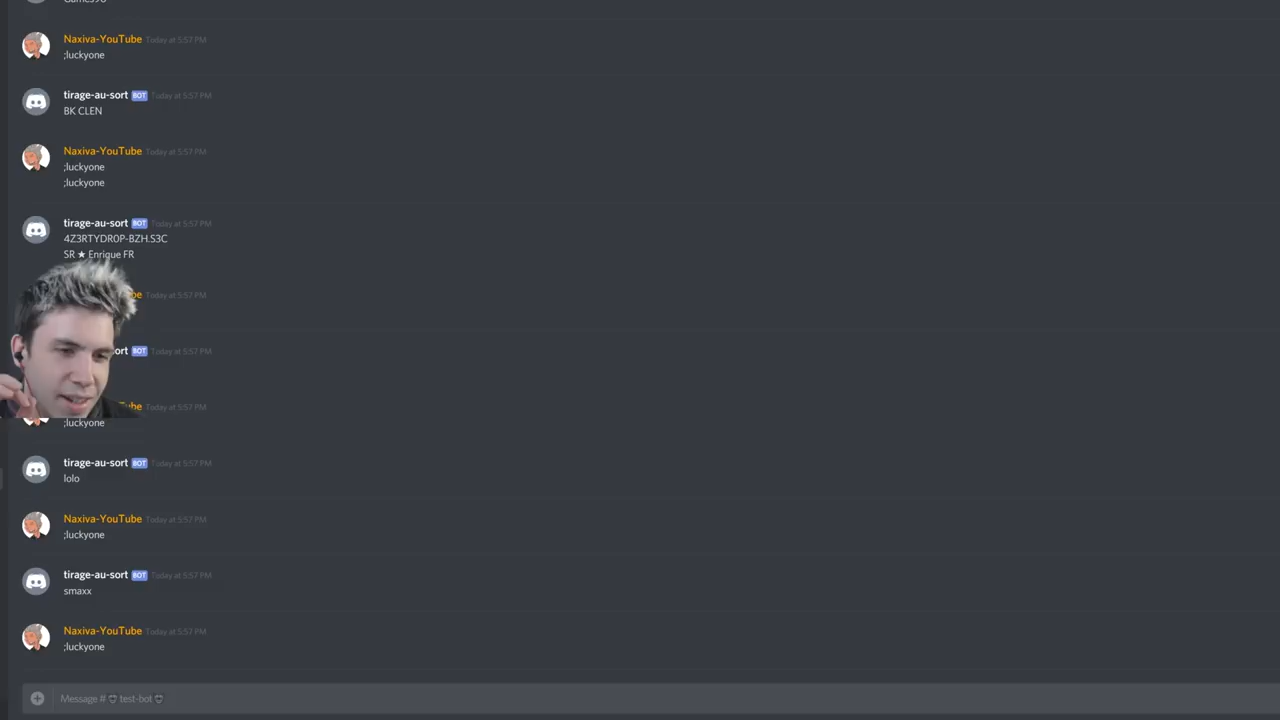 Games90
Naxiva-YouTube Today at 5:57 PM
;luckyone
tirage-au-sort BOT Today at 5:57 PM
BK CLEN
Naxiva-YouTube Today at 5:57 PM
;luckyone
;luckyone
tirage-au-sort BOT Today at 5:57 PM
4Z3RTYDR0P-BZH.S3C
SR ★ Enrique FR
be Today at 5:57 PM
ort BOT Today at 5:57 PM
Tube Today at 5:57 PM
;luckyone
tirage-au-sort BOT Today at 5:57 PM
lolo
Naxiva-YouTube Today at 5:57 PM
;luckyone
tirage-au-sort BOT Today at 5:57 PM
smaxx
Naxiva-YouTube Today at 5:57 PM
;luckyone
Message # test-bot